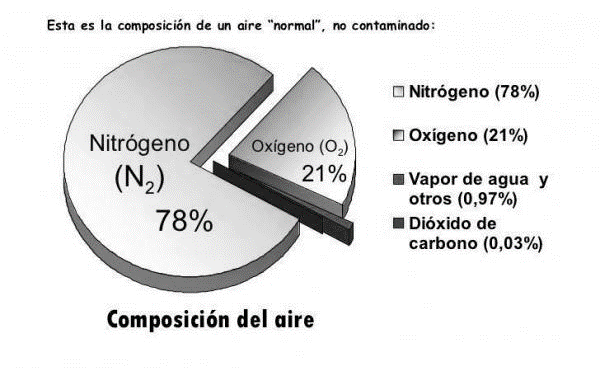 Esta es la composición de un aire “normal”, no contaminado:
Nitrógeno
(N₂)
78%
Oxígeno (O₂)
21%
Nitrógeno (78%)
Oxígeno (21%)
Vapor de agua y
otros (0,97%)
Dióxido de
carbono (0,03%)
Composición del aire